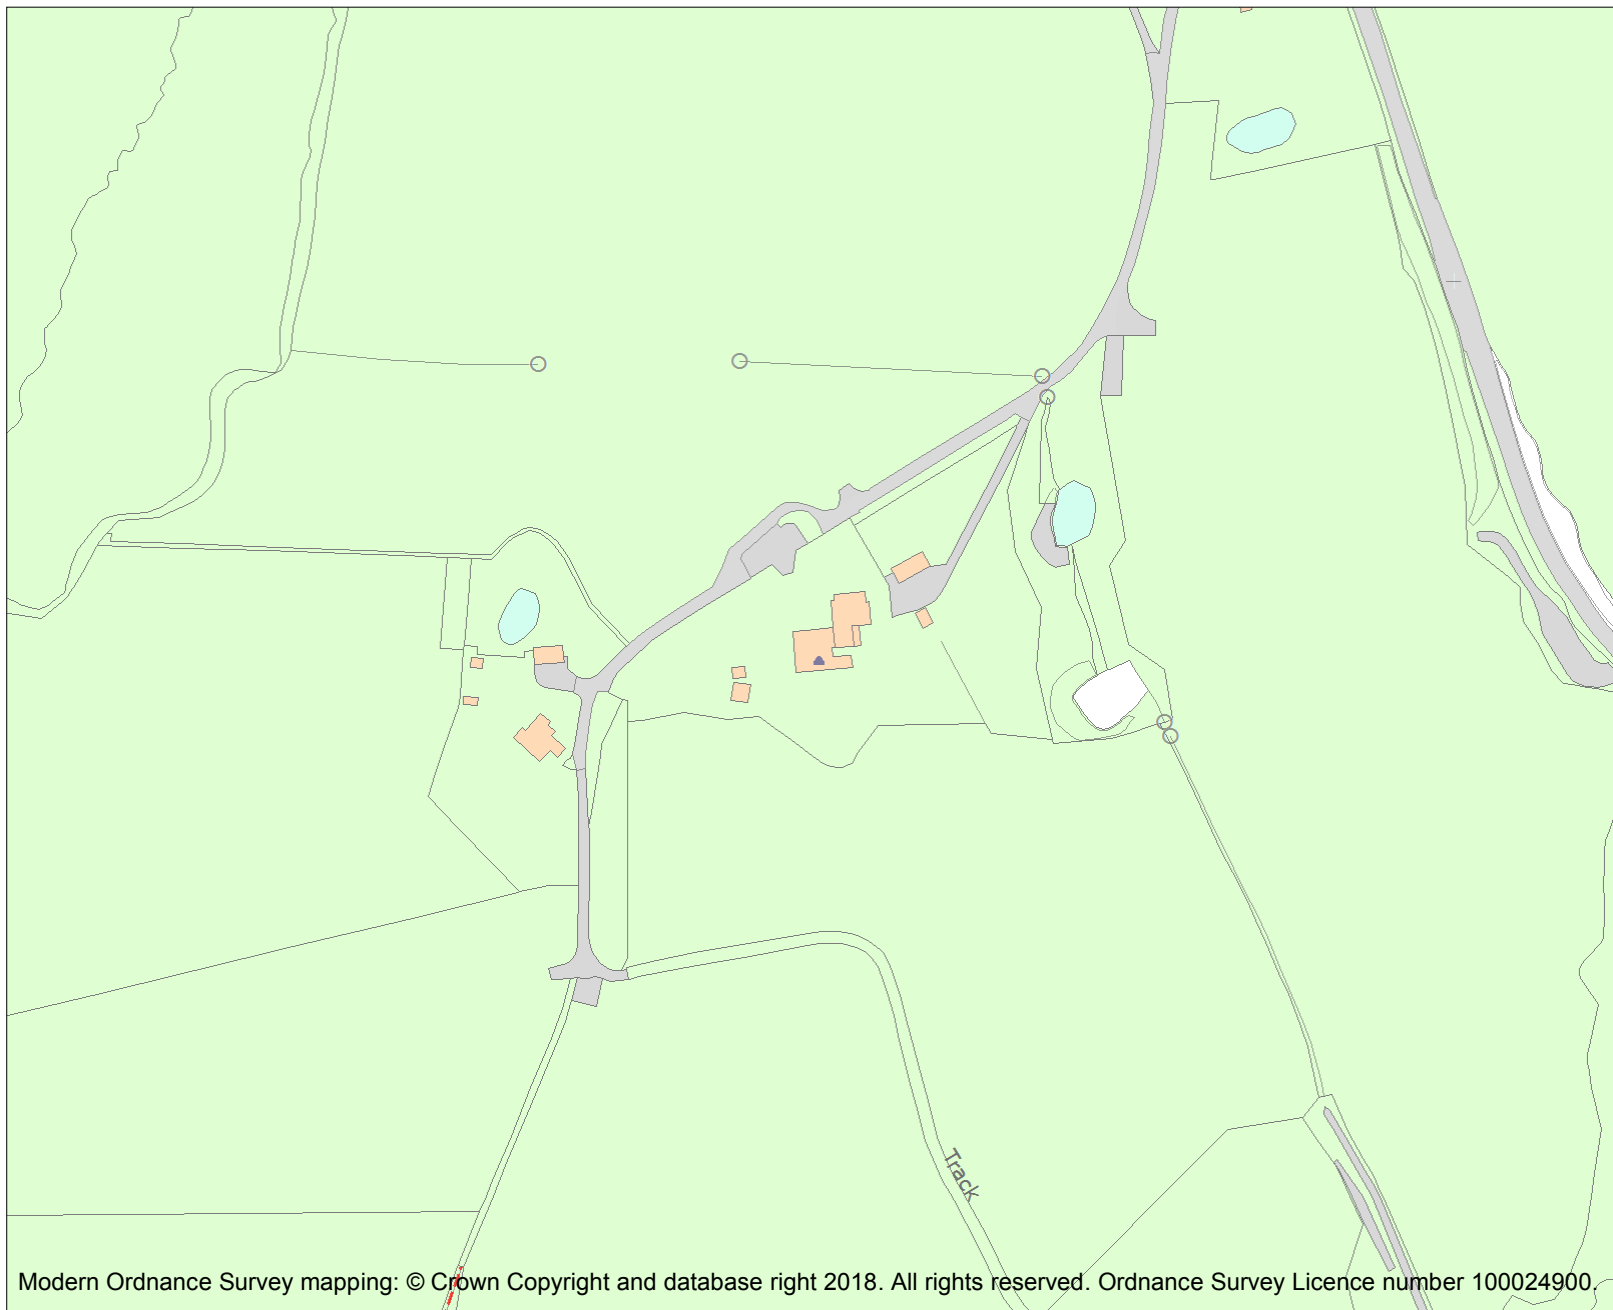 Track
Modern Ordnance Survey mapping: © Crown Copyright and database right 2018. All rights reserved. Ordnance Survey Licence number 100024900.